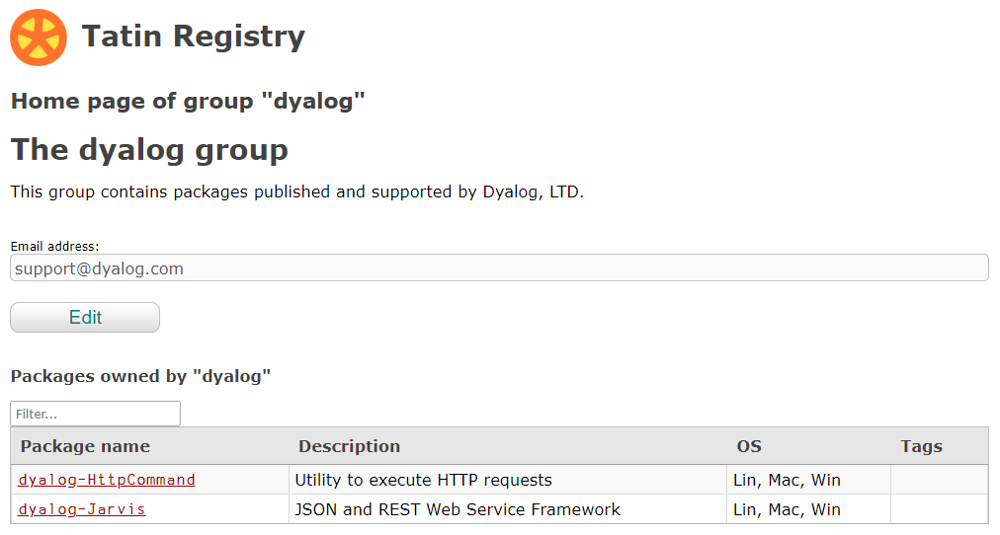 Tatin Registry
Home page of group "dyalog"
The dyalog group
This group contains packages published and supported by Dyalog, LTD.
Email address:
support@dyalog.com
Edit
Packages owned by "dyalog"
Filter...
Package name Description OS Tags
dyalog-HttpCommand Utility to execute HTTP requests Lin, Mac, Win
dyalog-Jarvis JSON and REST Web Service Framework Lin, Mac, Win